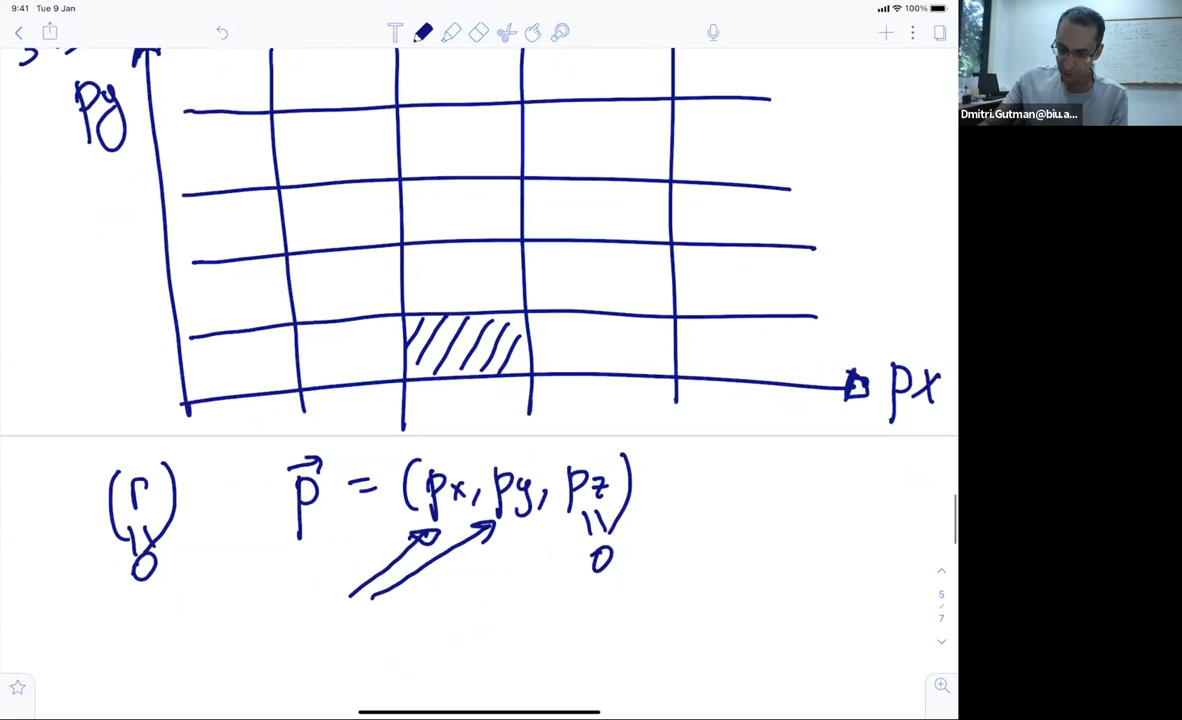 9:41 Tue 9 Jan
100%
Dmitri.Gutman@biu.a...
py
px
(r) p⃗ = (px, py, pz)
0 0
5
/
7